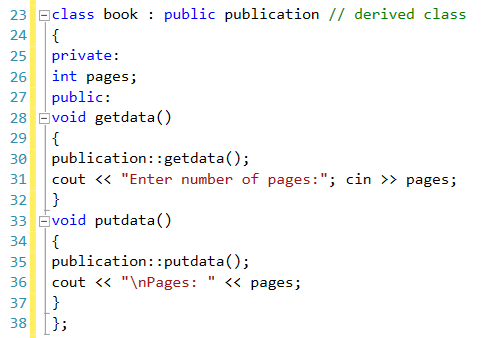 23 class book : public publication // derived class
24 {
25 private:
26 int pages;
27 public:
28 void getdata()
29 {
30 publication::getdata();
31 cout << "Enter number of pages:"; cin >> pages;
32 }
33 void putdata()
34 {
35 publication::putdata();
36 cout << "\nPages: " << pages;
37 }
38 };